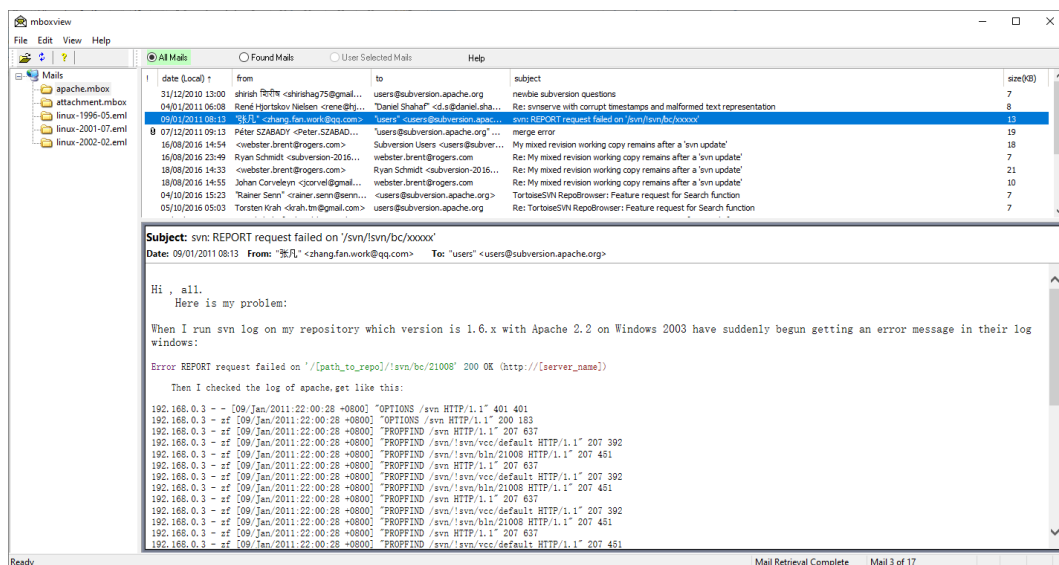 mboxview
File Edit View Help
All Mails Found Mails User Selected Mails Help
Mails
apache.mbox
attachment.mbox
linux-1996-05.eml
linux-2001-07.eml
linux-2002-02.eml
! date (Local) ↑ from to subject size(KB)
31/12/2010 13:00 shirish शिरीष <shirishag75@gmail... users@subversion.apache.org newbie subversion questions 7
04/01/2011 06:08 René Hjortskov Nielsen <rene@hj... "Daniel Shahaf" <d.s@daniel.sha... Re: svnserve with corrupt timestamps and malformed text representation 8
09/01/2011 08:13 "张凡" <zhang.fan.work@qq.com> "users" <users@subversion.apac... svn: REPORT request failed on '/svn/!svn/bc/xxxxx' 13
07/12/2011 09:13 Péter SZABADY <Peter.SZABAD... "users@subversion.apache.org" ... merge error 19
16/08/2016 14:54 <webster.brent@rogers.com> Subversion Users <users@subver... My mixed revision working copy remains after a 'svn update' 18
16/08/2016 23:49 Ryan Schmidt <subversion-2016... webster.brent@rogers.com Re: My mixed revision working copy remains after a 'svn update' 7
18/08/2016 14:33 <webster.brent@rogers.com> Ryan Schmidt <subversion-2016... Re: My mixed revision working copy remains after a 'svn update' 21
18/08/2016 14:55 Johan Corveleyn <jcorvel@gmail... webster.brent@rogers.com Re: My mixed revision working copy remains after a 'svn update' 10
04/10/2016 15:23 "Rainer Senn" <rainer.senn@senn... <users@subversion.apache.org> TortoiseSVN RepoBrowser: Feature request for Search function 7
05/10/2016 05:03 Torsten Krah <krah.tm@gmail.com> users@subversion.apache.org Re: TortoiseSVN RepoBrowser: Feature request for Search function 7
Subject: svn: REPORT request failed on '/svn/!svn/bc/xxxxx'
Date: 09/01/2011 08:13 From: "张凡" <zhang.fan.work@qq.com> To: "users" <users@subversion.apache.org>
Hi , all.
Here is my problem:
When I run svn log on my repository which version is 1.6.x with Apache 2.2 on Windows 2003 have suddenly begun getting an error message in their log
windows:
Error REPORT request failed on '/[path_to_repo]/!svn/bc/21008' 200 OK (http://[server_name])
Then I checked the log of apache,get like this:
192.168.0.3 - - [09/Jan/2011:22:00:28 +0800] "OPTIONS /svn HTTP/1.1" 401 401
192.168.0.3 - zf [09/Jan/2011:22:00:28 +0800] "OPTIONS /svn HTTP/1.1" 200 183
192.168.0.3 - zf [09/Jan/2011:22:00:28 +0800] "PROPFIND /svn HTTP/1.1" 207 637
192.168.0.3 - zf [09/Jan/2011:22:00:28 +0800] "PROPFIND /svn/!svn/vcc/default HTTP/1.1" 207 392
192.168.0.3 - zf [09/Jan/2011:22:00:28 +0800] "PROPFIND /svn/!svn/bln/21008 HTTP/1.1" 207 451
192.168.0.3 - zf [09/Jan/2011:22:00:28 +0800] "PROPFIND /svn HTTP/1.1" 207 637
192.168.0.3 - zf [09/Jan/2011:22:00:28 +0800] "PROPFIND /svn/!svn/vcc/default HTTP/1.1" 207 392
192.168.0.3 - zf [09/Jan/2011:22:00:28 +0800] "PROPFIND /svn/!svn/bln/21008 HTTP/1.1" 207 451
192.168.0.3 - zf [09/Jan/2011:22:00:28 +0800] "PROPFIND /svn HTTP/1.1" 207 637
192.168.0.3 - zf [09/Jan/2011:22:00:28 +0800] "PROPFIND /svn/!svn/vcc/default HTTP/1.1" 207 392
192.168.0.3 - zf [09/Jan/2011:22:00:28 +0800] "PROPFIND /svn/!svn/bln/21008 HTTP/1.1" 207 451
192.168.0.3 - zf [09/Jan/2011:22:00:28 +0800] "PROPFIND /svn HTTP/1.1" 207 637
192.168.0.3 - zf [09/Jan/2011:22:00:28 +0800] "PROPFIND /svn/!svn/vcc/default HTTP/1.1" 207 451
Ready Mail Retrieval Complete Mail 3 of 17